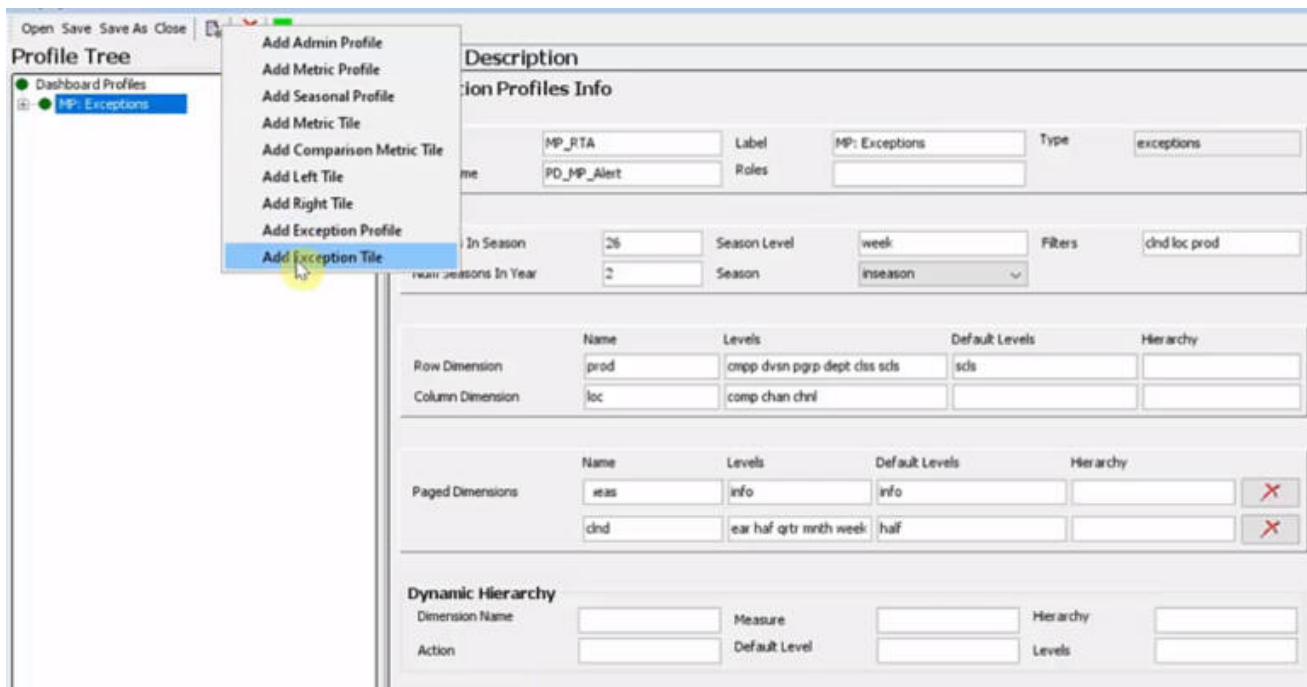 Open Save Save As Close
Profile Tree
Dashboard Profiles
MP: Exceptions
Add Admin Profile
Add Metric Profile
Add Seasonal Profile
Add Metric Tile
Add Comparison Metric Tile
Add Left Tile
Add Right Tile
Add Exception Profile
Add Exception Tile
Description
ion Profiles Info
MP_RTA Label MP: Exceptions Type exceptions
me PD_MP_Alert Roles
In Season 26 Season Level week Filters clnd loc prod
Num Seasons In Year 2 Season inseason
Name Levels Default Levels Hierarchy
Row Dimension prod cmpp dvsn pgrp dept clss scls scls
Column Dimension loc comp chan chnl
Name Levels Default Levels Hierarchy
Paged Dimensions eas info info
clnd ear haf qrtr mnth week half
Dynamic Hierarchy
Dimension Name Measure Hierarchy
Action Default Level Levels